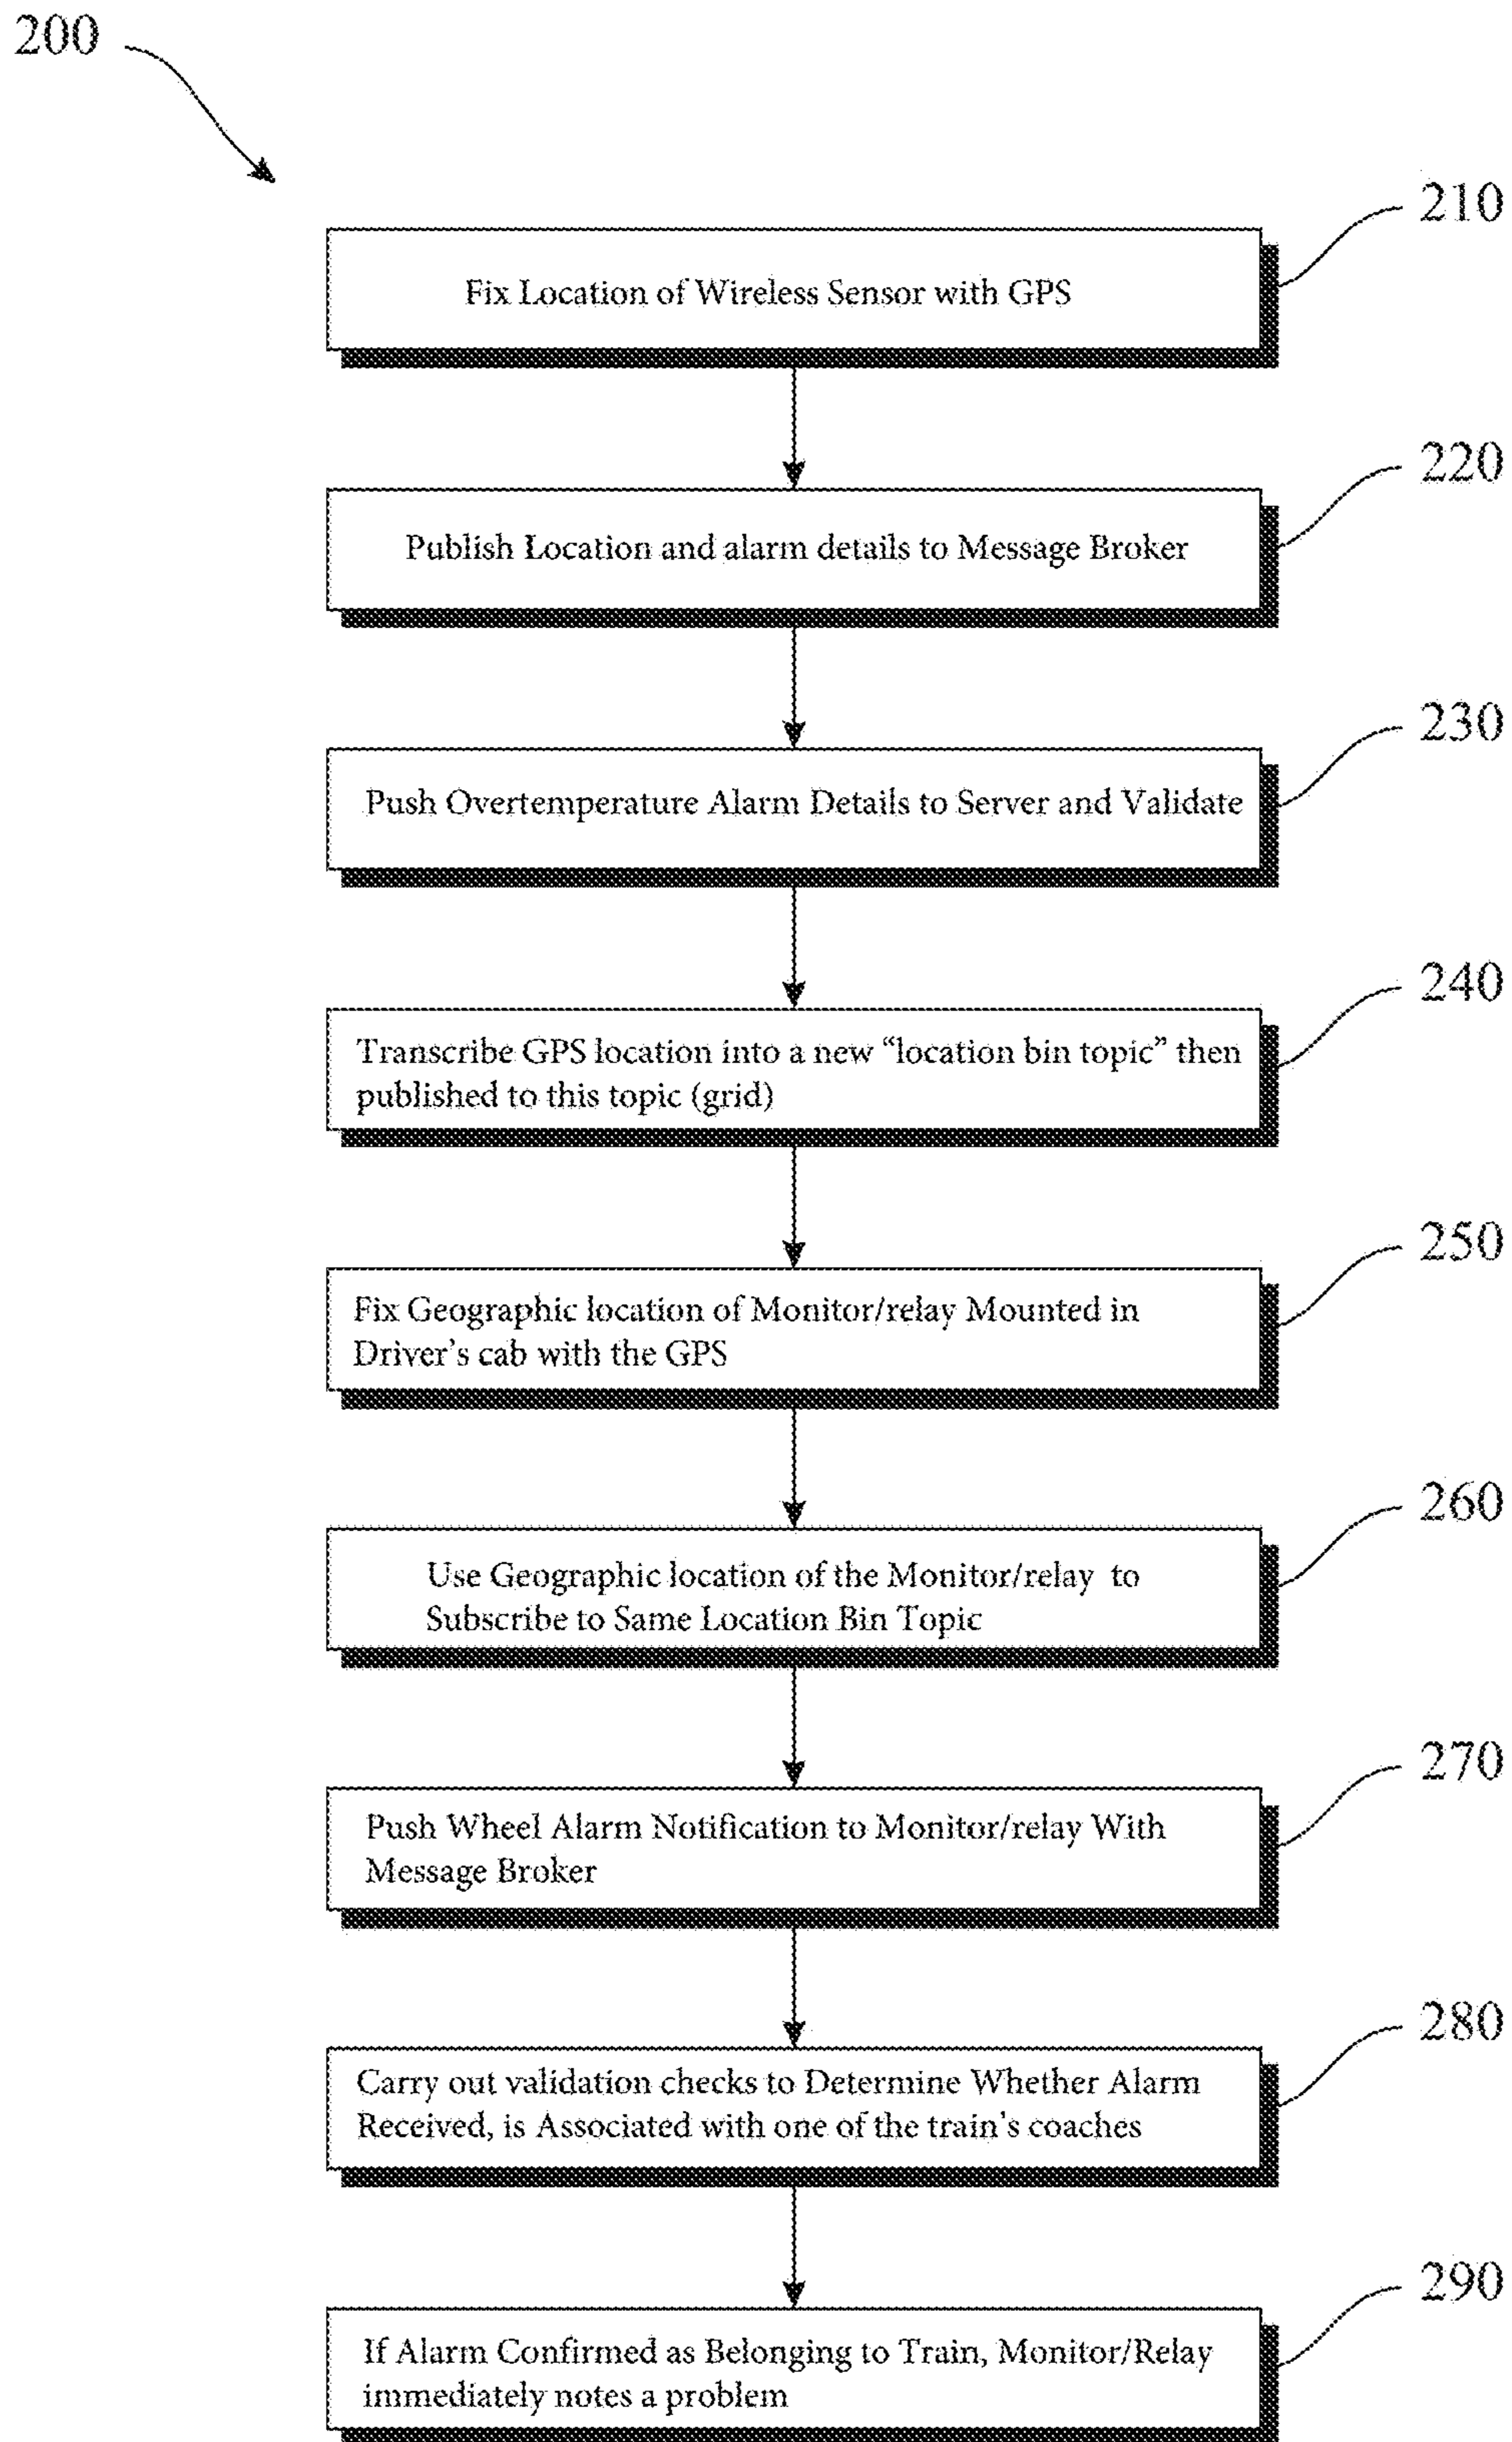 200
210
Fix Location of Wireless Sensor with GPS
220
Publish Location and alarm details to Message Broker
230
Push Overtemperature Alarm Details to Server and Validate
240
Transcribe GPS location into a new “location bin topic” then
published to this topic (grid)
250
Fix Geographic location of Monitor/relay Mounted in
Driver’s cab with the GPS
260
Use Geographic location of the Monitor/relay to
Subscribe to Same Location Bin Topic
270
Push Wheel Alarm Notification to Monitor/relay With
Message Broker
280
Carry out validation checks to Determine Whether Alarm
Received, is Associated with one of the train’s coaches
290
If Alarm Confirmed as Belonging to Train, Monitor/Relay
immediately notes a problem